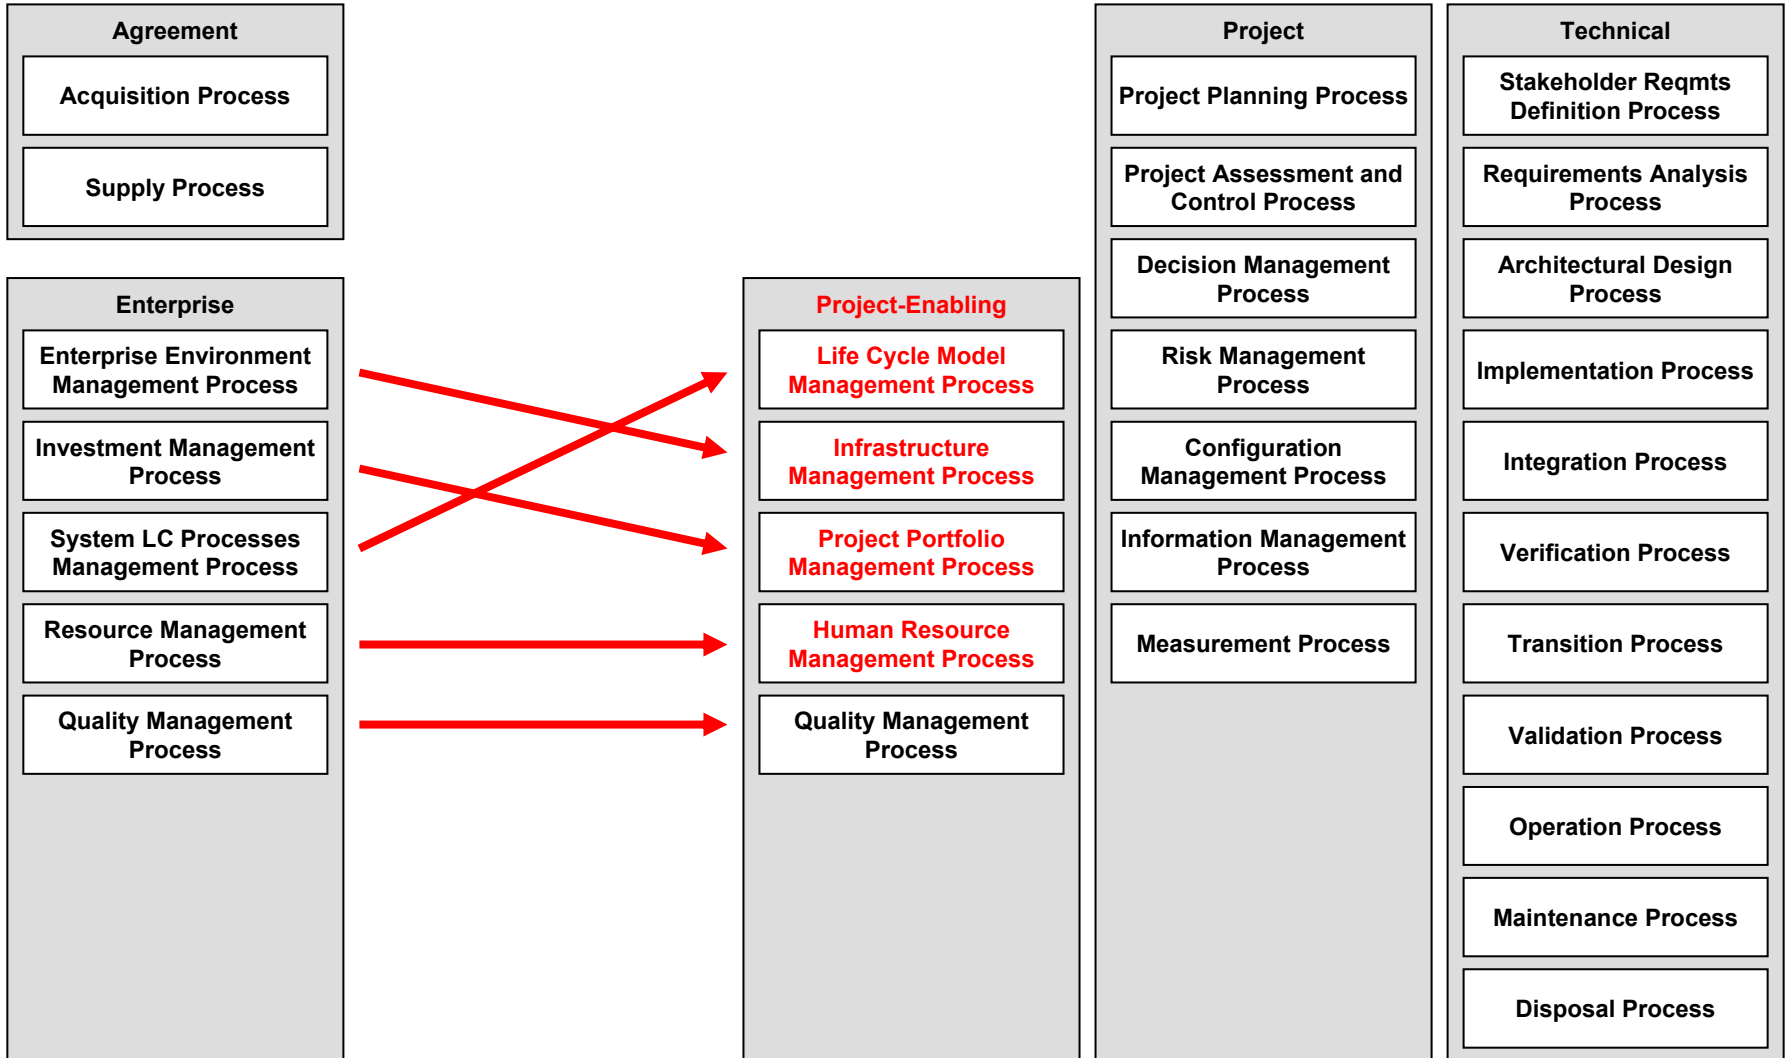 Agreement
Acquisition Process
Supply Process
Enterprise
Enterprise Environment
Management Process
Investment Management
Process
System LC Processes
Management Process
Resource Management
Process
Quality Management
Process
Project-Enabling
Life Cycle Model
Management Process
Infrastructure
Management Process
Project Portfolio
Management Process
Human Resource
Management Process
Quality Management
Process
Project
Project Planning Process
Project Assessment and
Control Process
Decision Management
Process
Risk Management
Process
Configuration
Management Process
Information Management
Process
Measurement Process
Technical
Stakeholder Reqmts
Definition Process
Requirements Analysis
Process
Architectural Design
Process
Implementation Process
Integration Process
Verification Process
Transition Process
Validation Process
Operation Process
Maintenance Process
Disposal Process